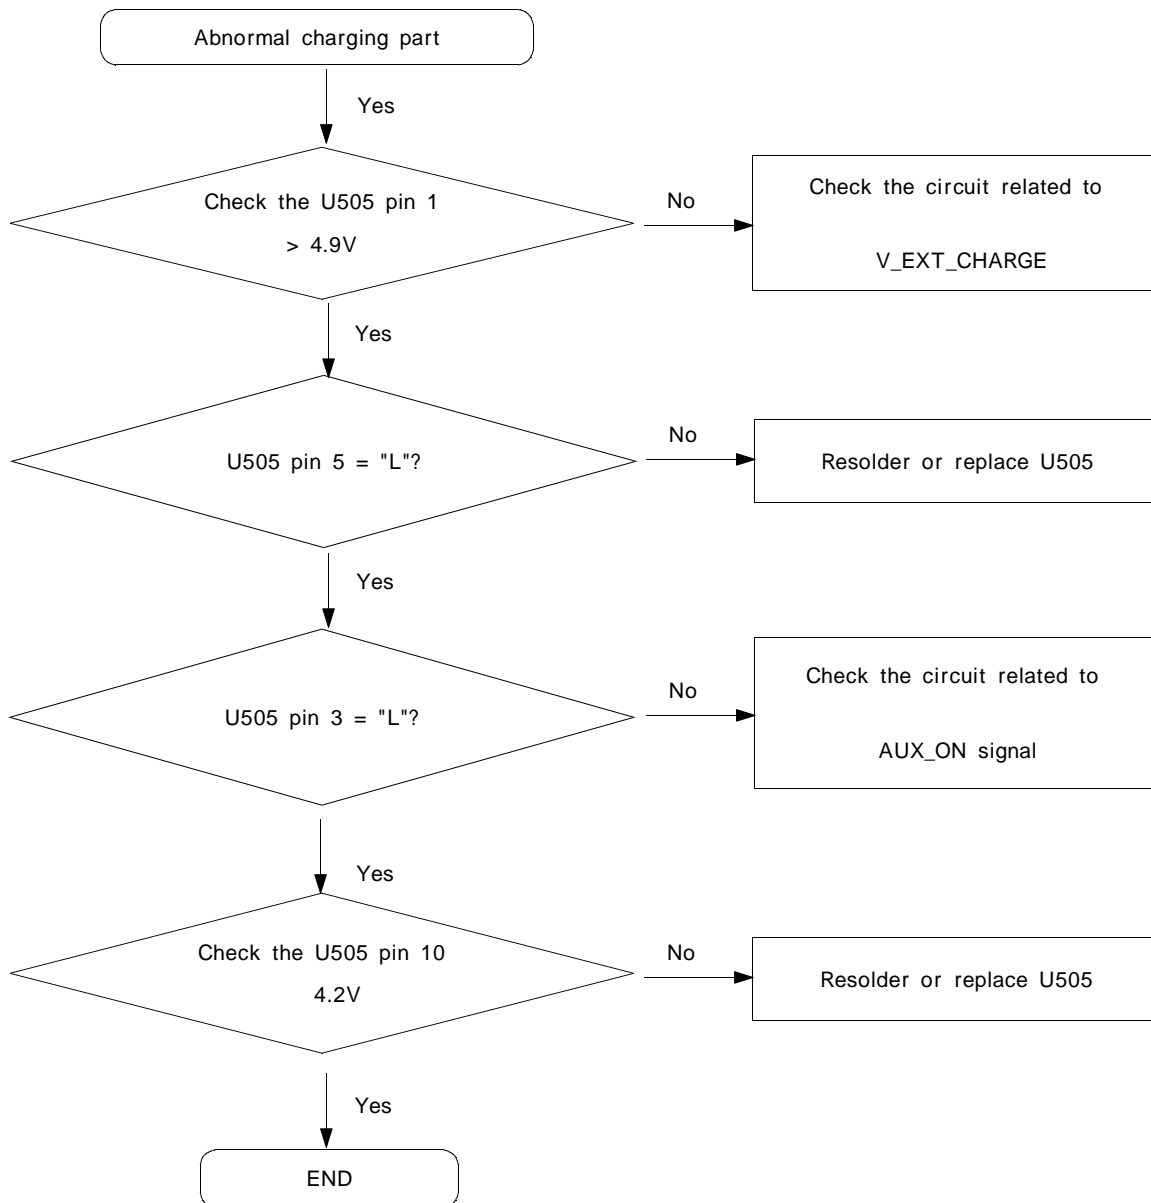 Abnormal charging part
Yes
Check the U505 pin 1
> 4.9V
No
Check the circuit related to
V_EXT_CHARGE
Yes
U505 pin 5 = "L"?
No
Resolder or replace U505
Yes
U505 pin 3 = "L"?
No
Check the circuit related to
AUX_ON signal
Yes
Check the U505 pin 10
4.2V
No
Resolder or replace U505
Yes
END